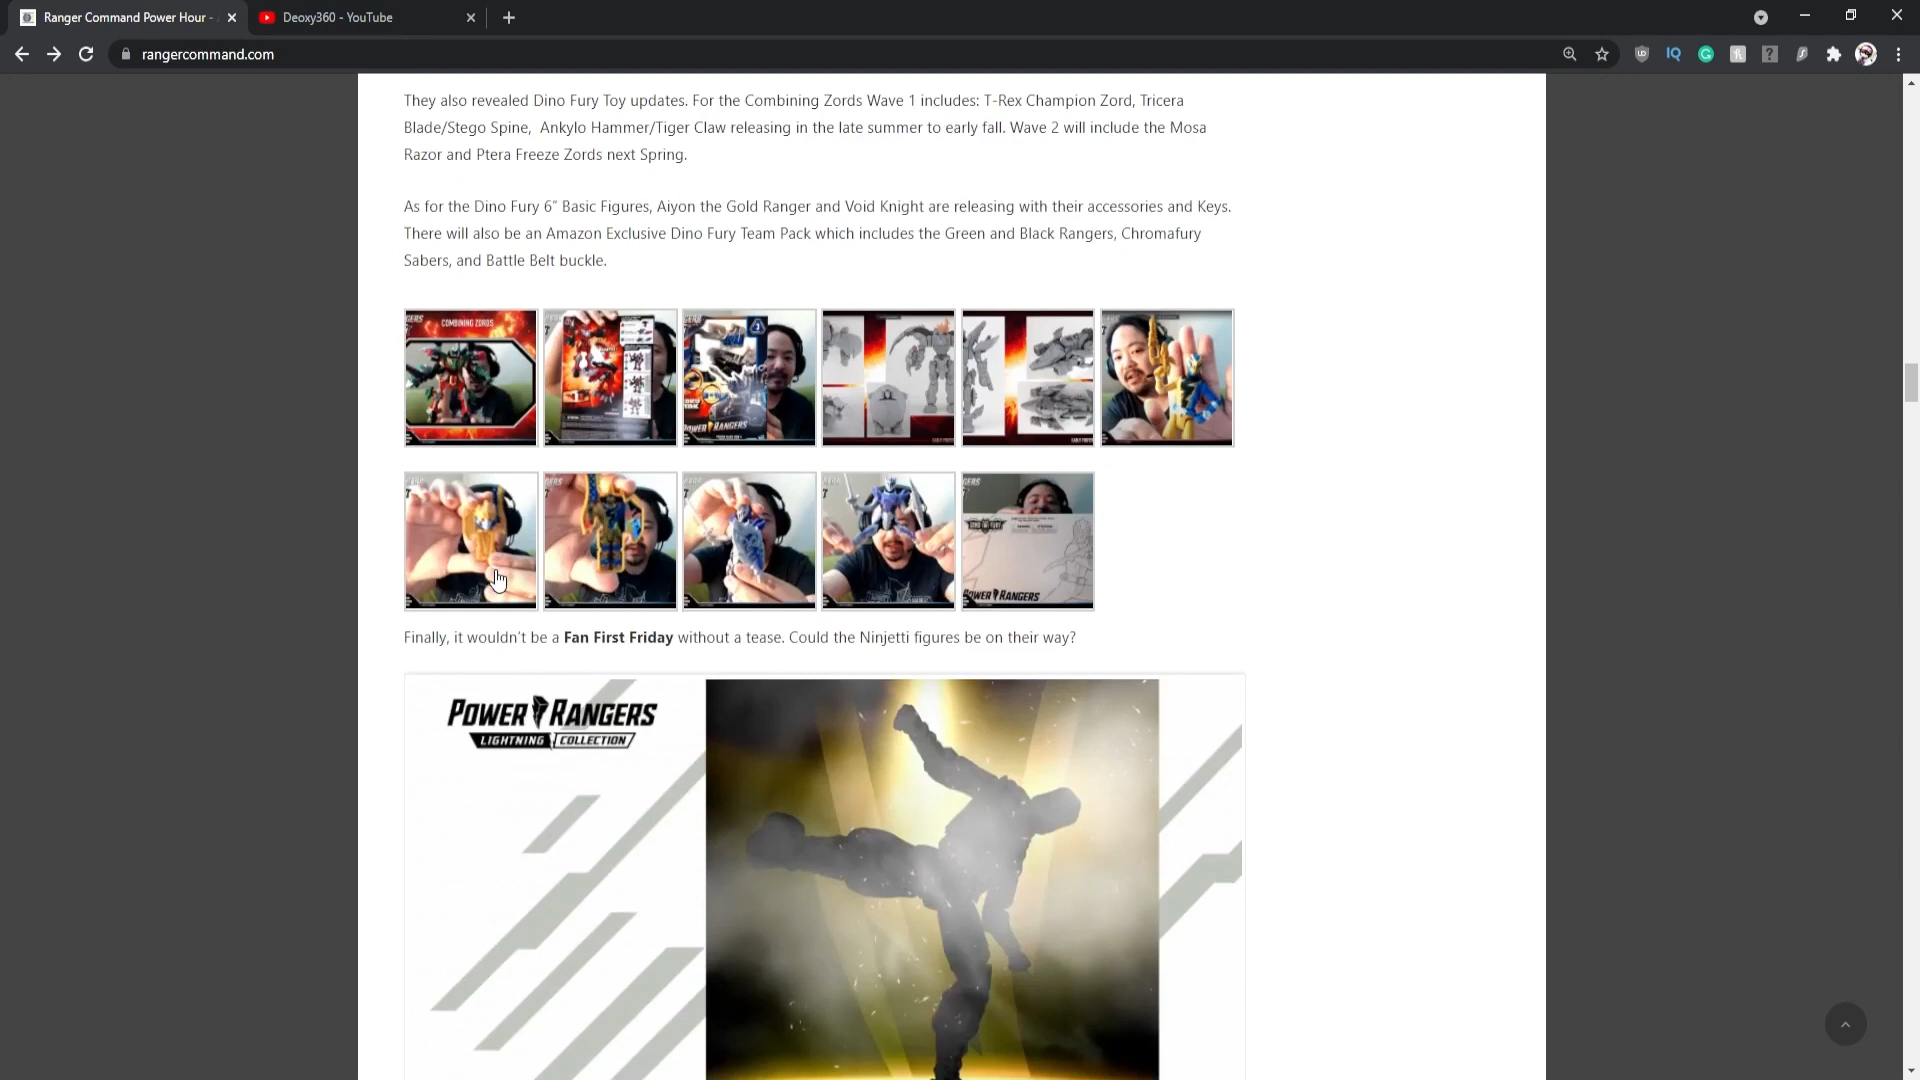 Ranger Command Power Hour -
Deoxy360 - YouTube
rangercommand.com
They also revealed Dino Fury Toy updates. For the Combining Zords Wave 1 includes: T-Rex Champion Zord, Tricera
Blade/Stego Spine, Ankylo Hammer/Tiger Claw releasing in the late summer to early fall. Wave 2 will include the Mosa
Razor and Ptera Freeze Zords next Spring.
As for the Dino Fury 6" Basic Figures, Aiyon the Gold Ranger and Void Knight are releasing with their accessories and Keys.
There will also be an Amazon Exclusive Dino Fury Team Pack which includes the Green and Black Rangers, Chromafury
Sabers, and Battle Belt buckle.
COMBINING ZORDS
POWER RANGERS
DINO FURY
POWER RANGERS
Finally, it wouldn't be a Fan First Friday without a tease. Could the Ninjetti figures be on their way?
POWER RANGERS
LIGHTNING COLLECTION